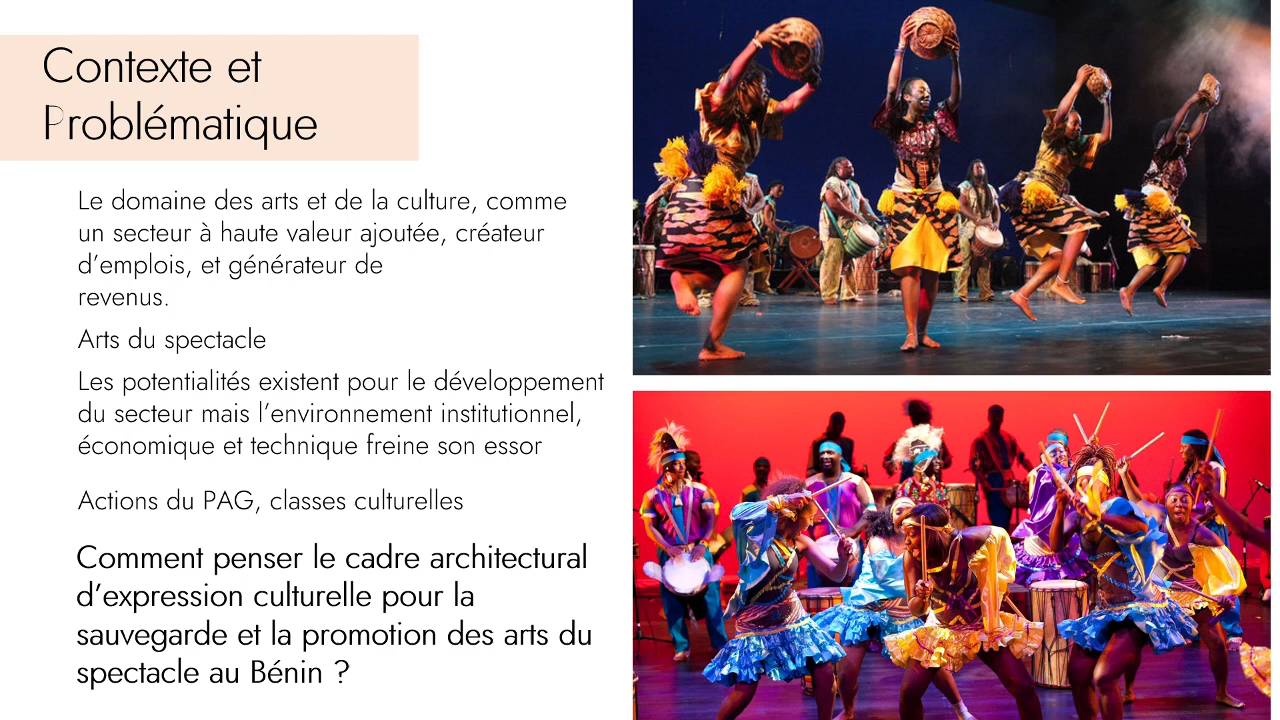 Contexte et
Problématique
Le domaine des arts et de la culture, comme
un secteur à haute valeur ajoutée, créateur
d’emplois, et générateur de
revenus.
Arts du spectacle
Les potentialités existent pour le développement
du secteur mais l’environnement institutionnel,
économique et technique freine son essor
Actions du PAG, classes culturelles
Comment penser le cadre architectural
d’expression culturelle pour la
sauvegarde et la promotion des arts du
spectacle au Bénin ?